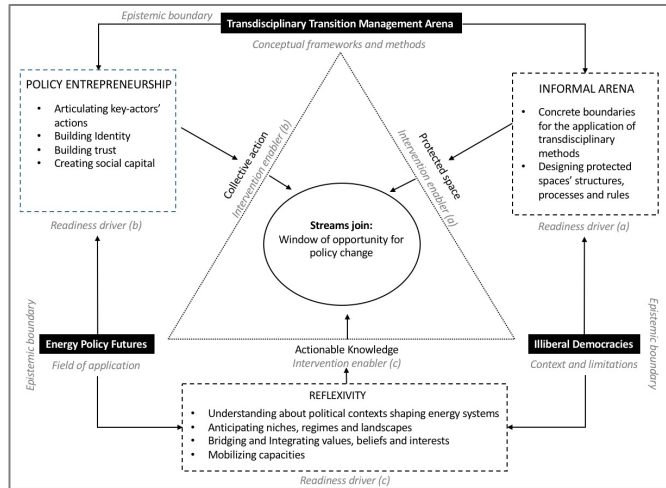 Epistemic boundary
Transdisciplinary Transition Management Arena
Conceptual frameworks and methods
POLICY ENTREPRENEURSHIP
• Articulating key-actors'
actions
• Building Identity
• Building trust
• Creating social capital
Readiness driver (b)
INFORMAL ARENA
• Concrete boundaries
for the application of
transdisciplinary
methods
• Designing protected
spaces' structures,
processes and rules
Readiness driver (a)
Collective action
Intervention enabler (b)
Protected space
Intervention enabler (a)
Streams join:
Window of opportunity for
policy change
Epistemic boundary
Energy Policy Futures
Field of application
Illiberal Democracies
Context and limitations
Epistemic boundary
Actionable Knowledge
Intervention enabler (c)
REFLEXIVITY
• Understanding about political contexts shaping energy systems
• Anticipating niches, regimes and landscapes
• Bridging and Integrating values, beliefs and interests
• Mobilizing capacities
Readiness driver (c)